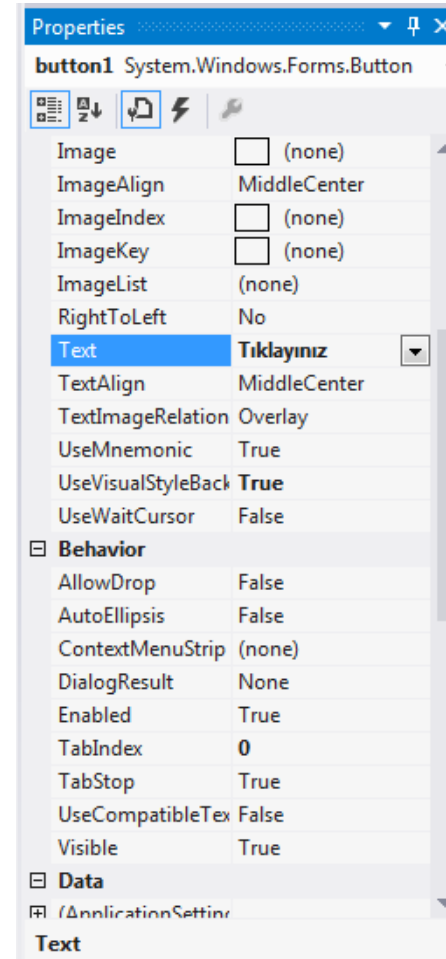 Properties
button1 System.Windows.Forms.Button
Image (none)
ImageAlign MiddleCenter
ImageIndex (none)
ImageKey (none)
ImageList (none)
RightToLeft No
Text Tıklayınız
TextAlign MiddleCenter
TextImageRelation Overlay
UseMnemonic True
UseVisualStyleBack True
UseWaitCursor False
Behavior
AllowDrop False
AutoEllipsis False
ContextMenuStrip (none)
DialogResult None
Enabled True
TabIndex 0
TabStop True
UseCompatibleTex False
Visible True
Data
(ApplicationSetting
Text